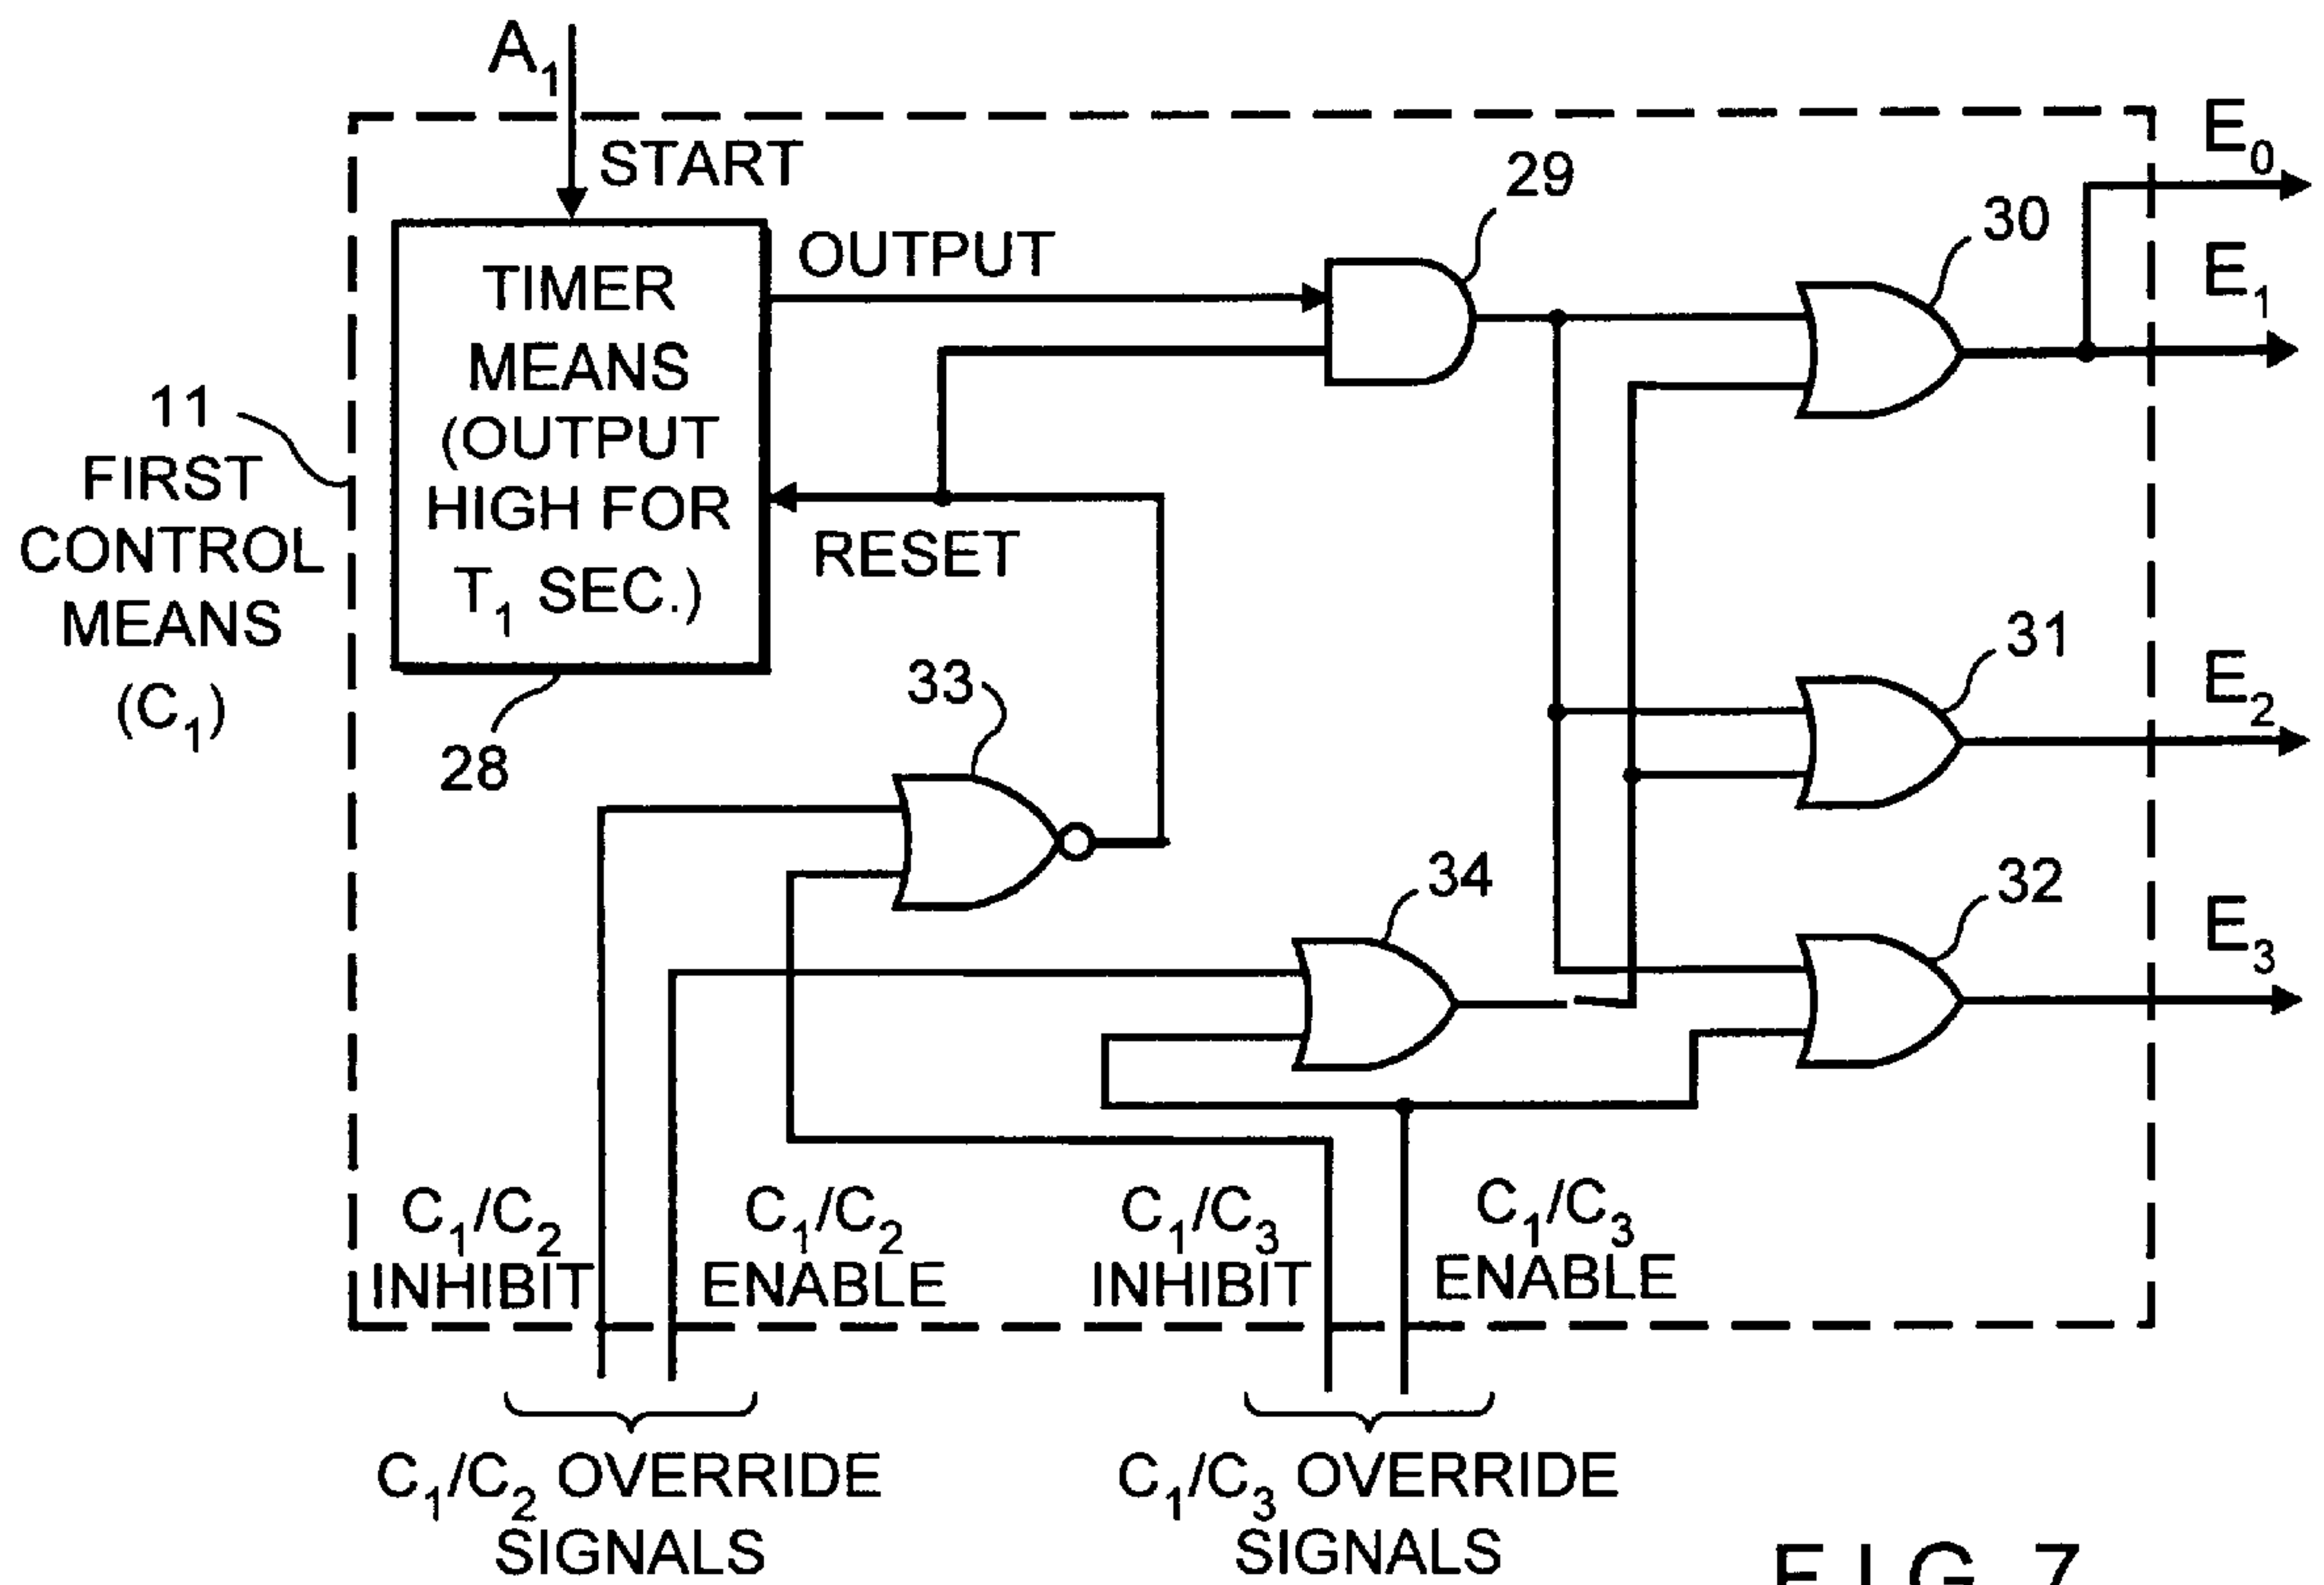 A₁
START
E₀
29
30
OUTPUT
E₁
TIMER
MEANS
(OUTPUT
HIGH FOR
T₁ SEC.)
11
FIRST
CONTROL
MEANS
(C₁)
RESET
28
33
31
E₂
34
32
E₃
C₁/C₂
INHIBIT
C₁/C₂
ENABLE
C₁/C₃
INHIBIT
C₁/C₃
ENABLE
C₁/C₂ OVERRIDE
SIGNALS
C₁/C₃ OVERRIDE
SIGNALS
FIG. 7